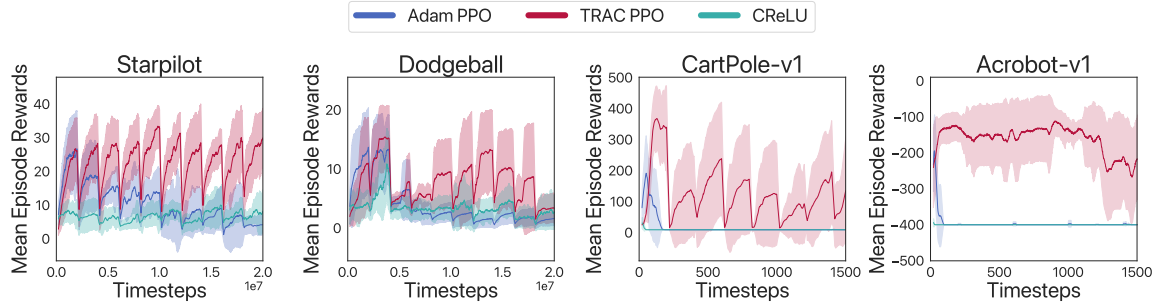 Adam PPO TRAC PPO CReLU
Starpilot
Mean Episode Rewards
40
30
20
10
0
0.0 0.5 1.0 1.5 2.0
1e7
Timesteps
Dodgeball
Mean Episode Rewards
20
10
0
0.0 0.5 1.0 1.5 2.0
1e7
Timesteps
CartPole-v1
Mean Episode Rewards
500
400
300
200
100
0
0 500 1000 1500
Timesteps
Acrobot-v1
Mean Episode Rewards
0
−100
−200
−300
−400
−500
0 500 1000 1500
Timesteps